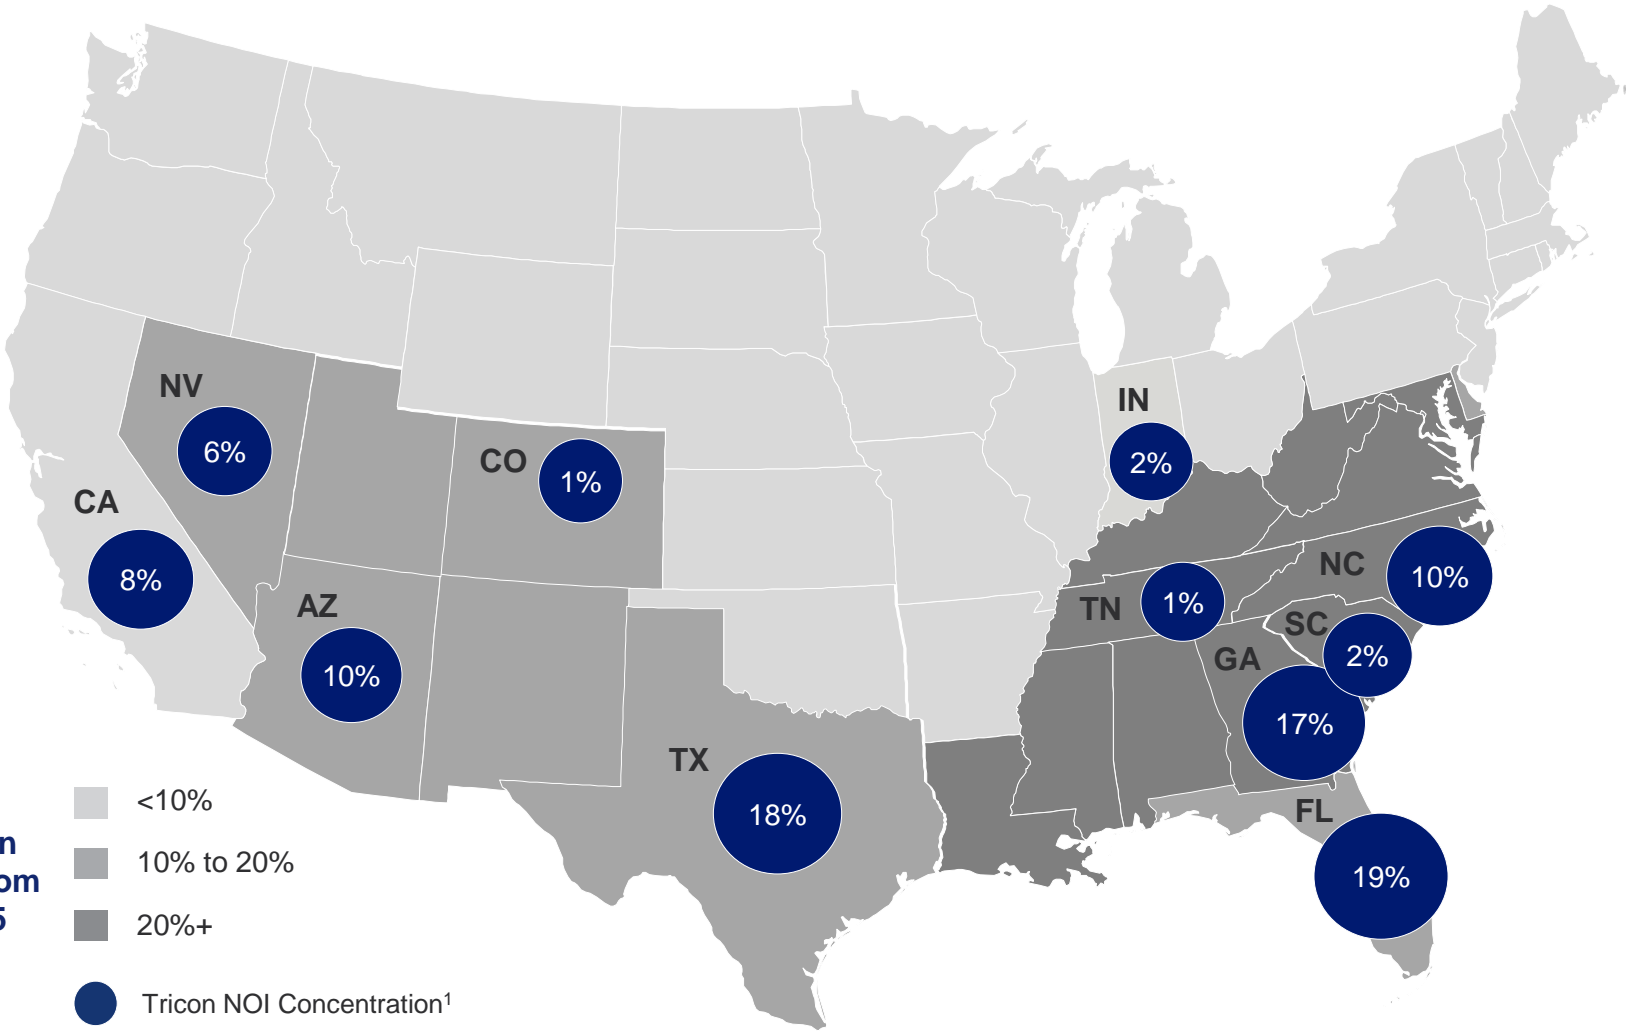 NV
6%
CO
1%
IN
2%
CA
8%
AZ
10%
NC
10%
TN
1%
SC
2%
GA
17%
TX
18%
FL
19%
<10%
10% to 20%
20%+
Tricon NOI Concentration¹